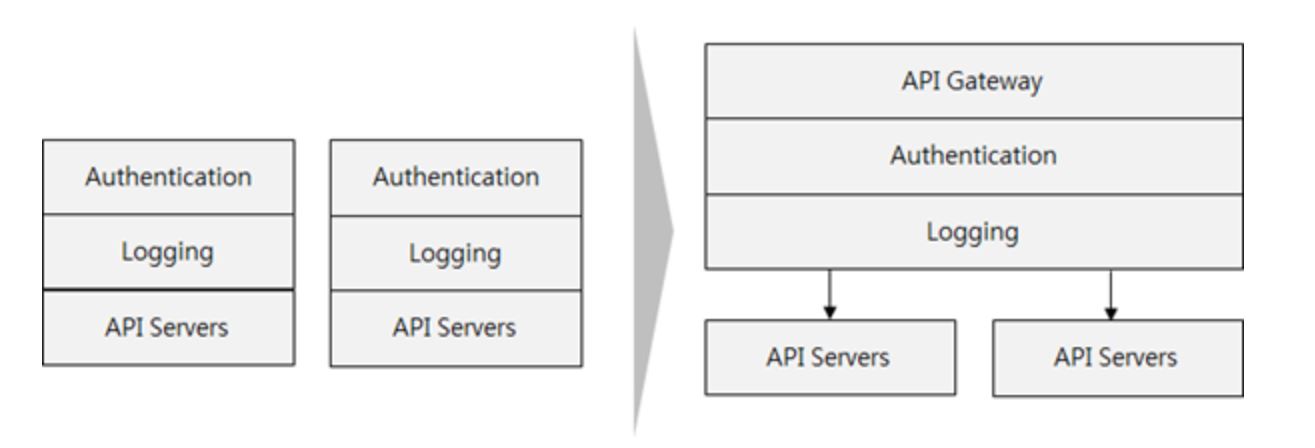 Authentication
Logging
API Servers
Authentication
Logging
API Servers
API Gateway
Authentication
Logging
API Servers
API Servers